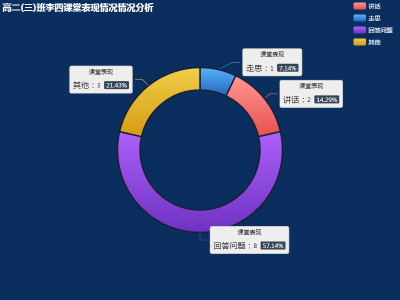 高二(三)班李四课堂表现情况情况分析
讲话
走思
回答问题
其他
课堂表现
走思：1 7.14%
课堂表现
其他：3 21.43%
课堂表现
讲话：2 14.29%
课堂表现
回答问题：8 57.14%